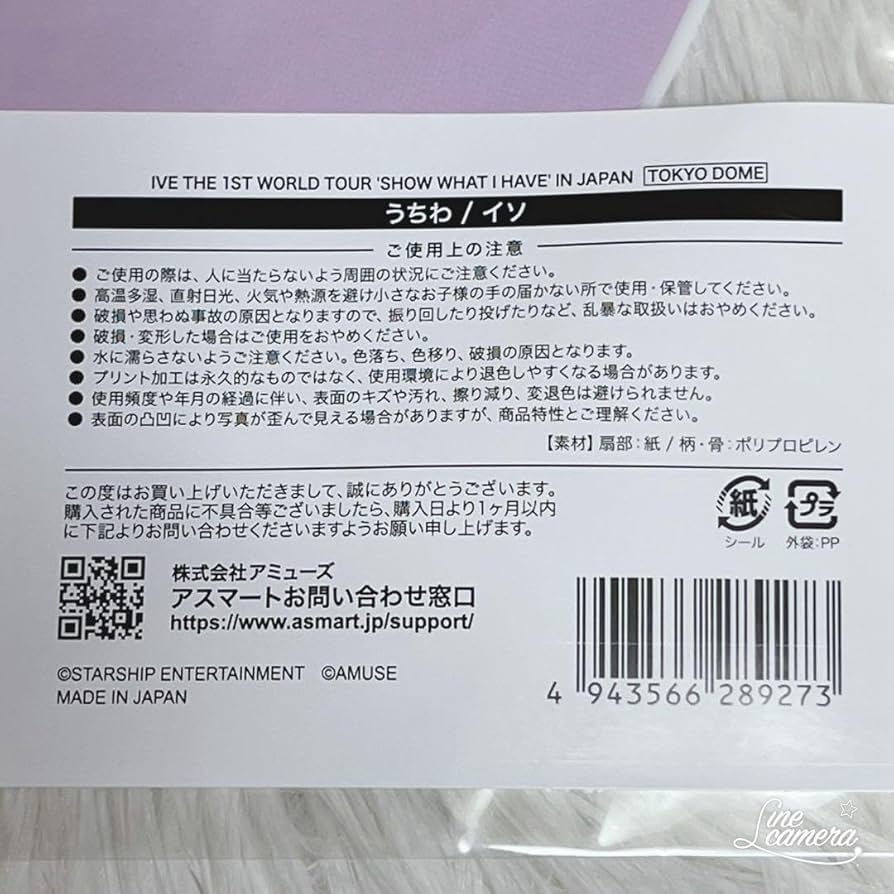 IVE THE 1ST WORLD TOUR 'SHOW WHAT I HAVE' IN JAPAN TOKYO DOME
うちわ / イソ
ご使用上の注意
● ご使用の際は、人に当たらないよう周囲の状況にご注意ください。
● 高温多湿、直射日光、火気や熱源を避け小さなお子様の手の届かない所で使用・保管してください。
● 破損や思わぬ事故の原因となりますので、振り回したり投げたりなど、乱暴な取扱いはおやめください。
● 破損・変形した場合はご使用をおやめください。
● 水に濡らさないようご注意ください。色落ち、色移り、破損の原因となります。
● プリント加工は永久的なものではなく、使用環境により退色しやすくなる場合があります。
● 使用頻度や年月の経過に伴い、表面のキズや汚れ、擦り減り、変退色は避けられません。
● 表面の凸凹により写真が歪んで見える場合がありますが、商品特性とご理解ください。
【素材】扇部：紙 / 柄・骨：ポリプロピレン
この度はお買い上げいただきまして、誠にありがとうございます。
購入された商品に不具合等ございましたら、購入日より1ヶ月以内
に下記よりお問い合わせくださいますようお願い申し上げます。
紙 プラ
シール 外袋：PP
株式会社アミューズ
アスマートお問い合わせ窓口
https://www.asmart.jp/support/
©STARSHIP ENTERTAINMENT ©AMUSE
MADE IN JAPAN
4 943566 289273
Line camera